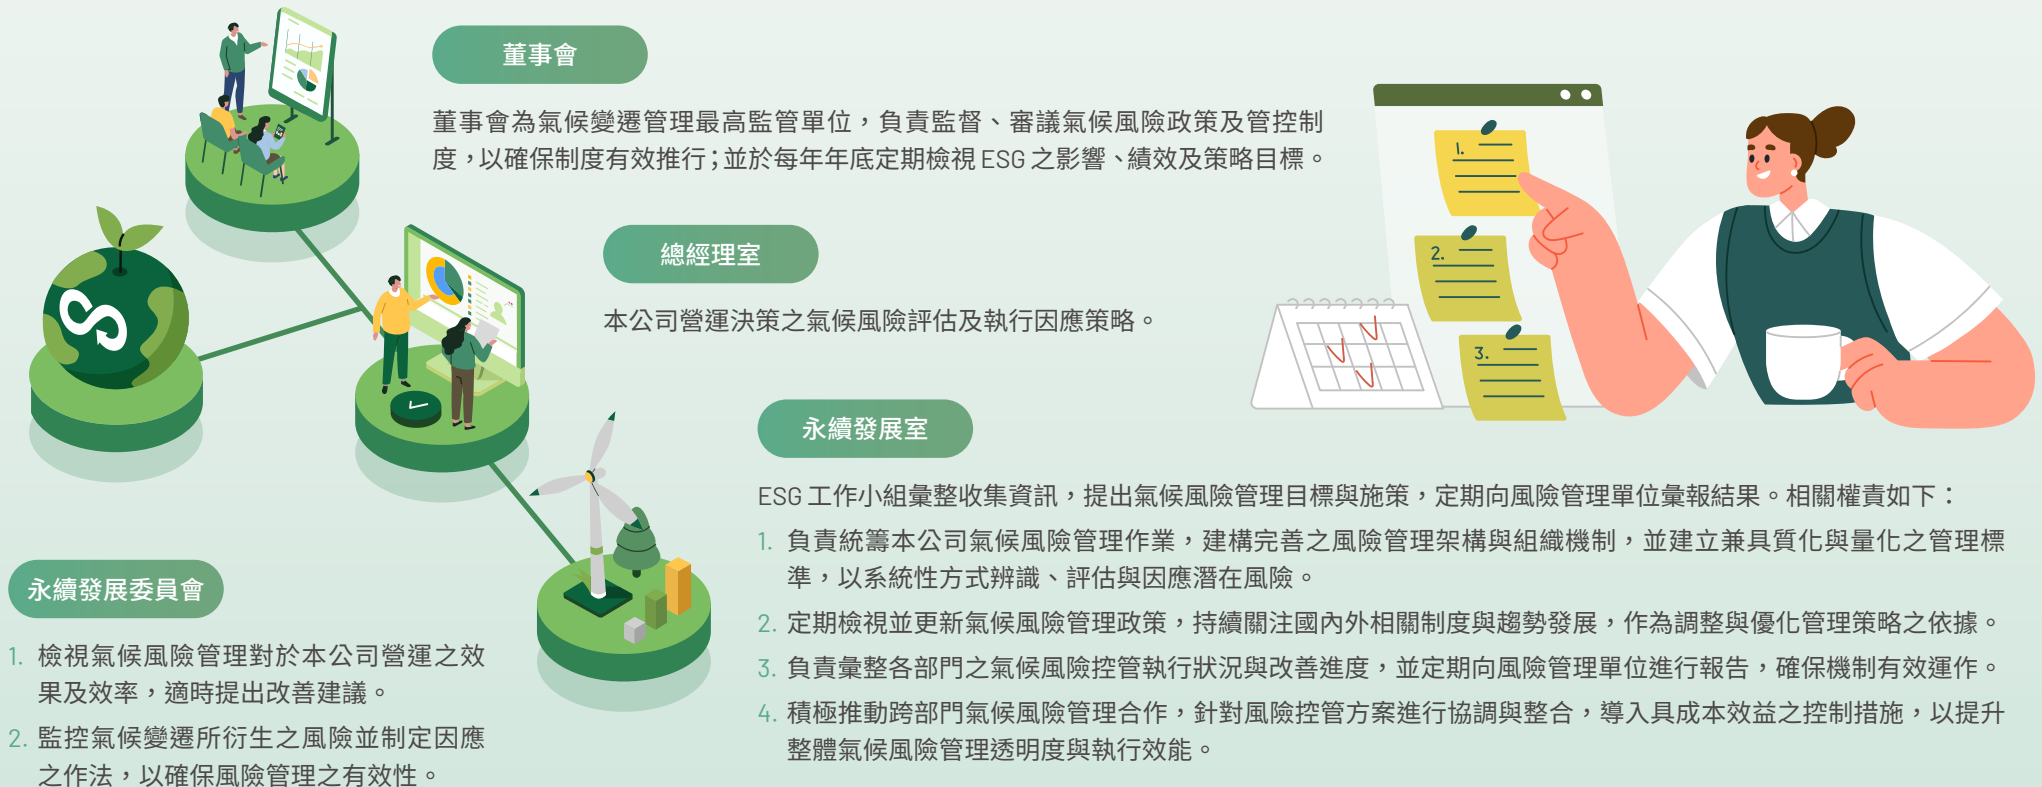 董事會
董事會為氣候變遷管理最高監管單位，負責監督、審議氣候風險政策及管控制
度，以確保制度有效推行；並於每年年底定期檢視 ESG 之影響、績效及策略目標。
總經理室
本公司營運決策之氣候風險評估及執行因應策略。
1.
2.
3.
永續發展室
ESG 工作小組彙整收集資訊，提出氣候風險管理目標與施策，定期向風險管理單位彙報結果。相關權責如下：
1. 負責統籌本公司氣候風險管理作業，建構完善之風險管理架構與組織機制，並建立兼具質化與量化之管理標
準，以系統性方式辨識、評估與因應潛在風險。
2. 定期檢視並更新氣候風險管理政策，持續關注國內外相關制度與趨勢發展，作為調整與優化管理策略之依據。
3. 負責彙整各部門之氣候風險控管執行狀況與改善進度，並定期向風險管理單位進行報告，確保機制有效運作。
4. 積極推動跨部門氣候風險管理合作，針對風險控管方案進行協調與整合，導入具成本效益之控制措施，以提升
整體氣候風險管理透明度與執行效能。
永續發展委員會
1. 檢視氣候風險管理對於本公司營運之效
果及效率，適時提出改善建議。
2. 監控氣候變遷所衍生之風險並制定因應
之作法，以確保風險管理之有效性。